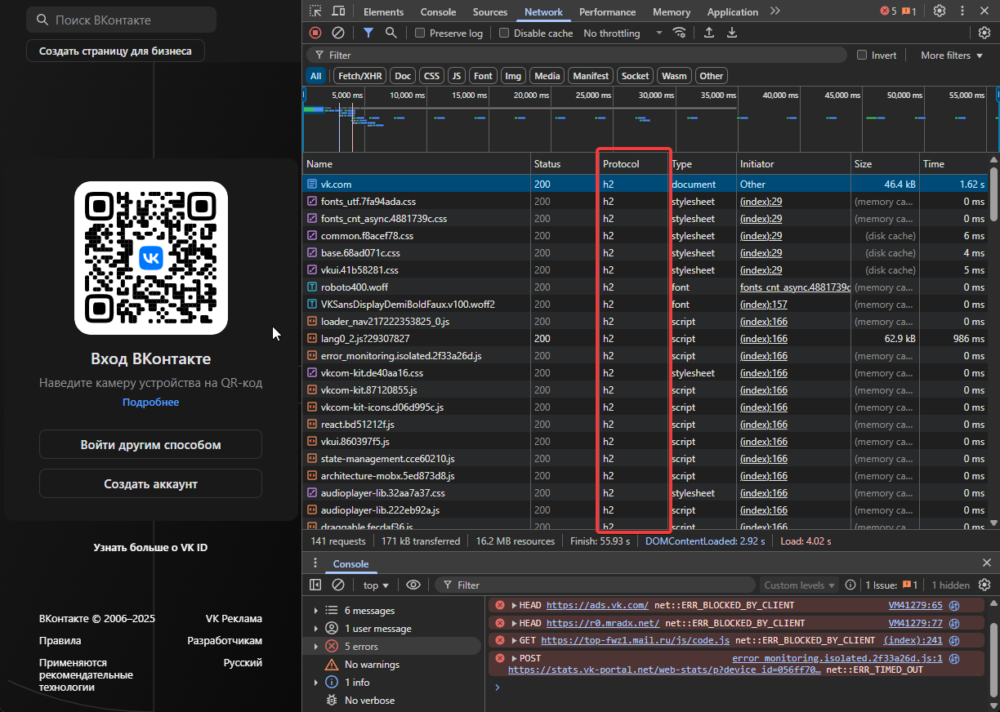 Поиск ВКонтакте
Создать страницу для бизнеса
VK
Вход ВКонтакте
Наведите камеру устройства на QR-код
Подробнее
Войти другим способом
Создать аккаунт
Узнать больше о VK ID
ВКонтакте © 2006–2025
VK Реклама
Правила
Разработчикам
Применяются
рекомендательные
технологии
Русский
Elements Console Sources Network Performance Memory Application 5 1
Preserve log Disable cache No throttling
Filter Invert More filters
All Fetch/XHR Doc CSS JS Font Img Media Manifest Socket Wasm Other
5,000 ms 10,000 ms 15,000 ms 20,000 ms 25,000 ms 30,000 ms 35,000 ms 40,000 ms 45,000 ms 50,000 ms 55,000 ms
Name Status Protocol Type Initiator Size Time
vk.com 200 h2 document Other 46.4 kB 1.62 s
fonts_utf.7fa94ada.css 200 h2 stylesheet (index):29 (memory ca... 0 ms
fonts_cnt_async.4881739c.css 200 h2 stylesheet (index):29 (memory ca... 0 ms
common.f8acef78.css 200 h2 stylesheet (index):29 (disk cache) 6 ms
base.68ad071c.css 200 h2 stylesheet (index):29 (disk cache) 4 ms
vkui.41b58281.css 200 h2 stylesheet (index):29 (disk cache) 5 ms
roboto400.woff 200 h2 font fonts_cnt_async.4881739c (memory ca... 0 ms
VKSansDisplayDemiBoldFaux.v100.woff2 200 h2 font (index):157 (memory ca... 0 ms
loader_nav217222353825_0.js 200 h2 script (index):166 (memory ca... 0 ms
lang0_2.js?29307827 200 h2 script (index):166 62.9 kB 986 ms
error_monitoring.isolated.2f33a26d.js 200 h2 script (index):166 (memory ca... 0 ms
vkcom-kit.de40aa16.css 200 h2 stylesheet (index):166 (memory ca... 0 ms
vkcom-kit.87120855.js 200 h2 script (index):166 (memory ca... 0 ms
vkcom-kit-icons.d06d995c.js 200 h2 script (index):166 (memory ca... 0 ms
react.bd51212f.js 200 h2 script (index):166 (memory ca... 0 ms
vkui.860397f5.js 200 h2 script (index):166 (memory ca... 0 ms
state-management.cce60210.js 200 h2 script (index):166 (memory ca... 0 ms
architecture-mobx.5ed873d8.js 200 h2 script (index):166 (memory ca... 0 ms
audioplayer-lib.32aa7a37.css 200 h2 stylesheet (index):166 (memory ca... 0 ms
audioplayer-lib.222eb92a.js 200 h2 script (index):166 (memory ca... 0 ms
draggable.fecdaf36.js 200 h2 script (index):166 (memory ca... 0 ms
141 requests 171 kB transferred 16.2 MB resources Finish: 55.93 s DOMContentLoaded: 2.92 s Load: 4.02 s
Console
top Filter Custom levels 1 Issue: 1 1 hidden
6 messages
1 user message
5 errors
No warnings
1 info
No verbose
HEAD https://ads.vk.com/ net::ERR_BLOCKED_BY_CLIENT VM41279:65
HEAD https://r0.mradx.net/ net::ERR_BLOCKED_BY_CLIENT VM41279:77
GET https://top-fwz1.mail.ru/js/code.js net::ERR_BLOCKED_BY_CLIENT (index):241
POST error_monitoring.isolated.2f33a26d.js:1
https://stats.vk-portal.net/web-stats/p?device_id=056ff70… net::ERR_TIMED_OUT